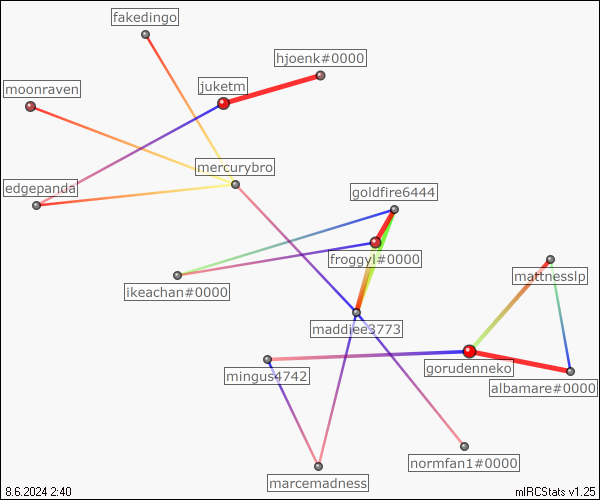 fakedingo
hjoenk#0000
moonraven
juketm
mercurybro
edgepanda
goldfire6444
froggyl#0000
mattnesslp
ikeachan#0000
maddiee3773
gorudenneko
mingus4742
albamare#0000
normfan1#0000
marcemadness
8.6.2024 2:40
mIRCStats v1.25